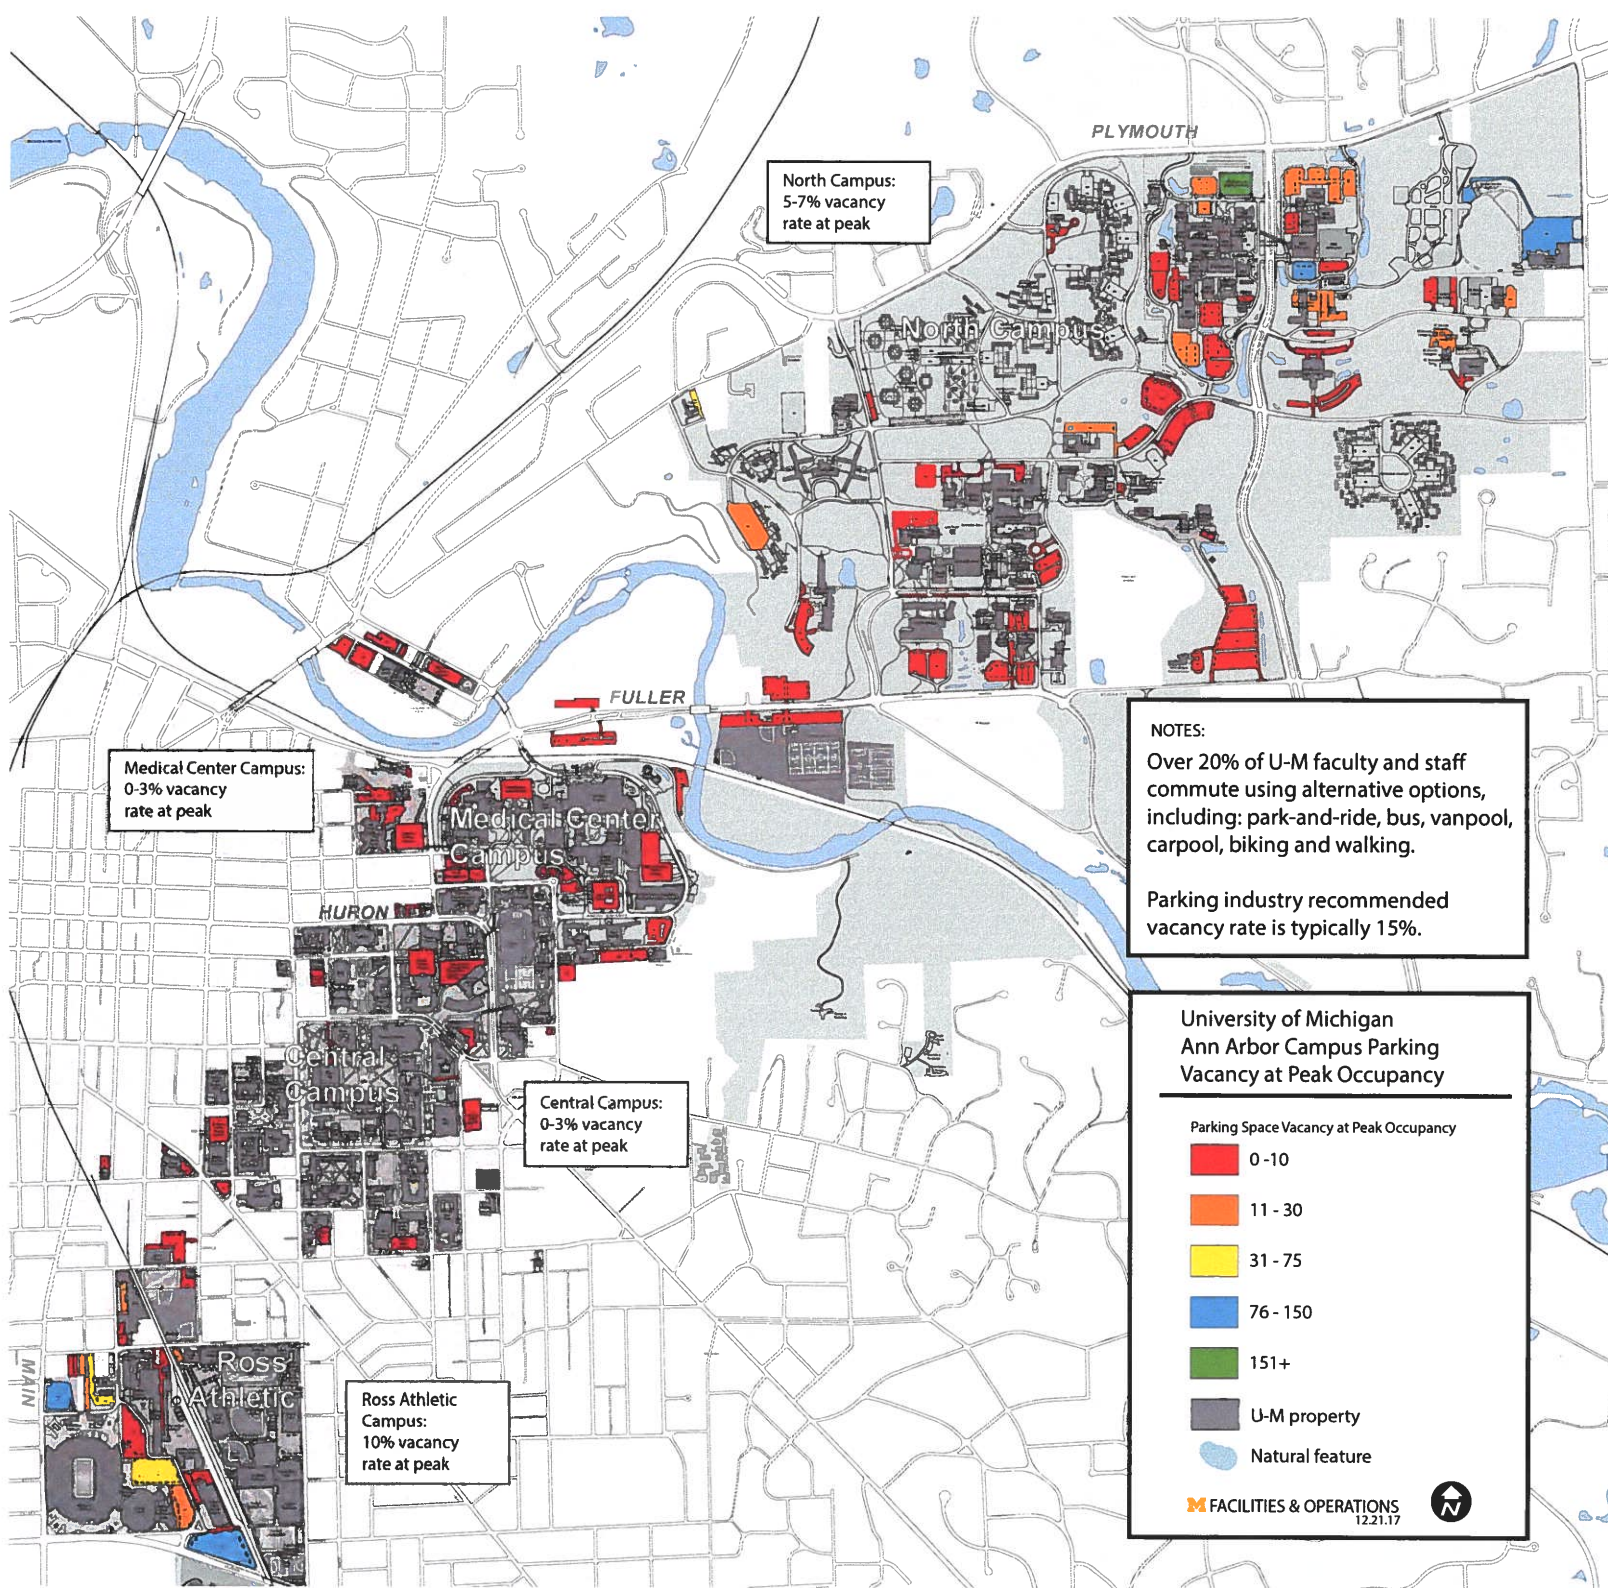 PLYMOUTH
North Campus:
5-7% vacancy
rate at peak
North Campus
FULLER
Medical Center Campus:
0-3% vacancy
rate at peak
Medical Center
Campus
HURON
Central
Campus
Central Campus:
0-3% vacancy
rate at peak
MAIN
Ross
Athletic
Ross Athletic
Campus:
10% vacancy
rate at peak
NOTES:
Over 20% of U-M faculty and staff
commute using alternative options,
including: park-and-ride, bus, vanpool,
carpool, biking and walking.
Parking industry recommended
vacancy rate is typically 15%.
University of Michigan
Ann Arbor Campus Parking
Vacancy at Peak Occupancy
Parking Space Vacancy at Peak Occupancy
0 -10
11 - 30
31 - 75
76 - 150
151+
U-M property
Natural feature
M FACILITIES & OPERATIONS
12.21.17
N